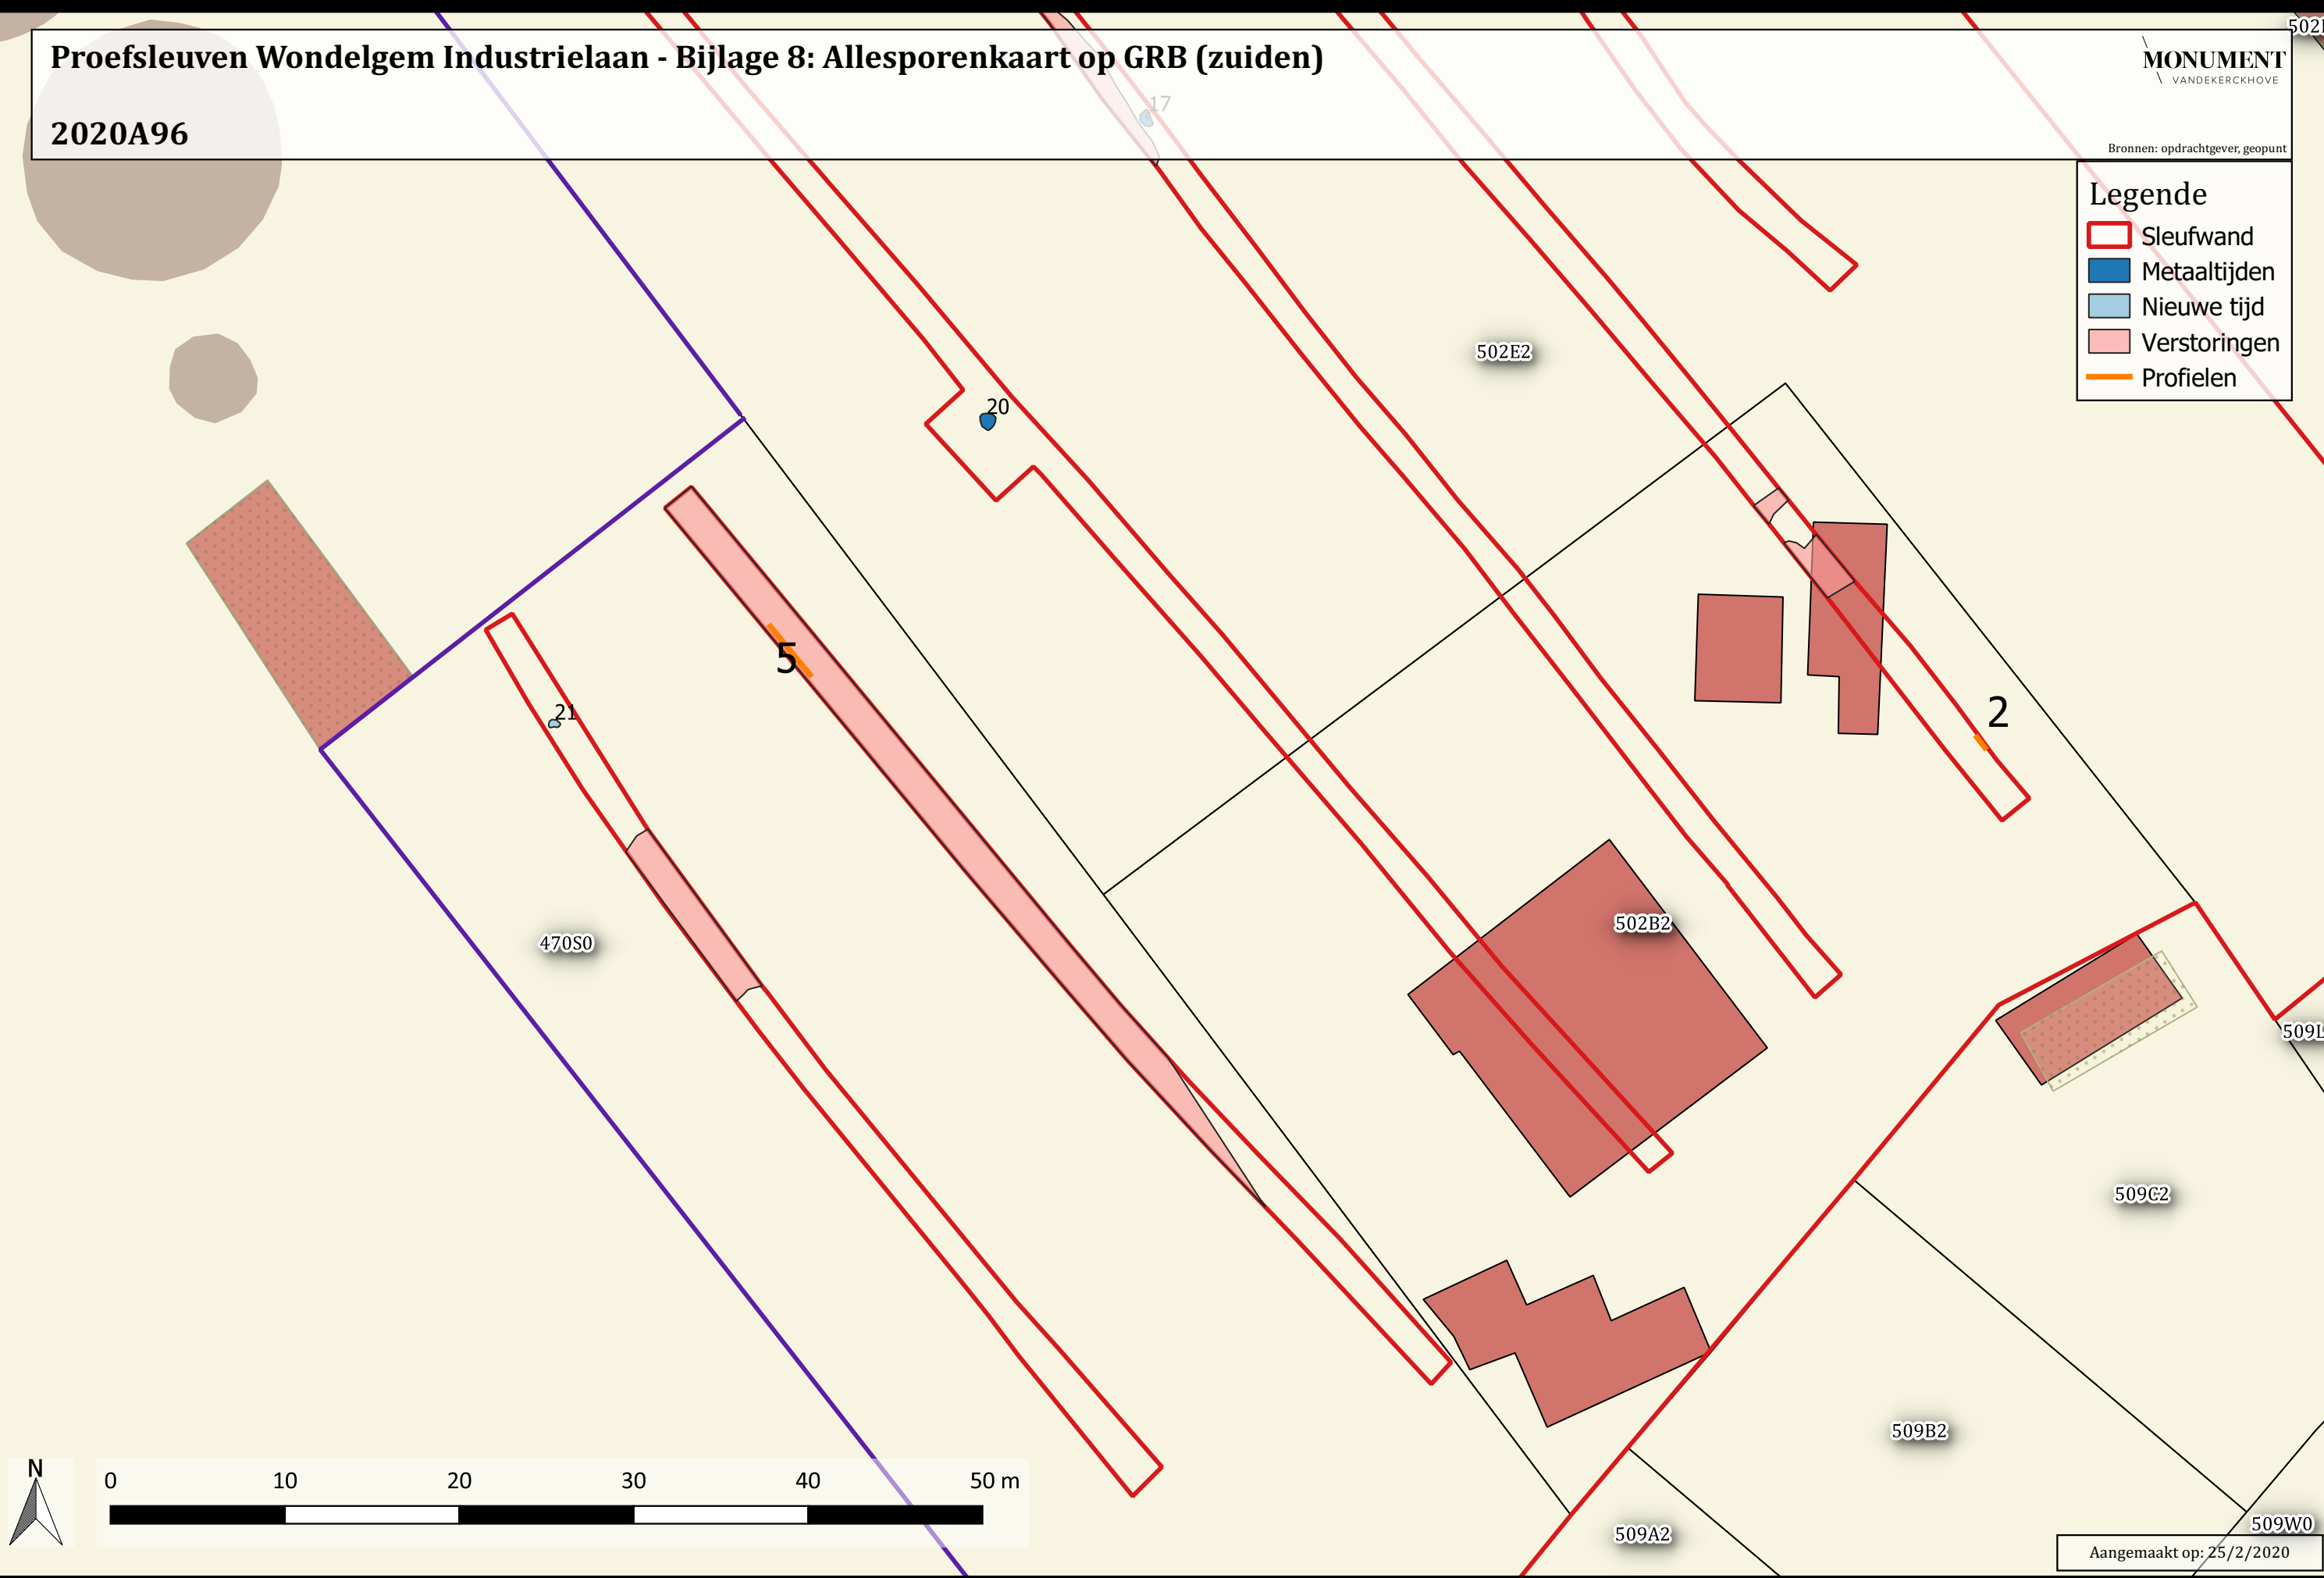 502
Proefsleuven Wondelgem Industrielaan - Bijlage 8: Allesporenkaart op GRB (zuiden)
MONUMENT
VANDEKERCKHOVE
17
2020A96
Bronnen: opdrachtgever, geopunt
Legende
Sleufwand
Metaaltijden
Nieuwe tijd
Verstoringen
Profielen
502E2
20
5
21
2
502B2
470S0
509
509C2
509B2
N
0 10 20 30 40 50 m
509W0
509A2
Aangemaakt op: 25/2/2020